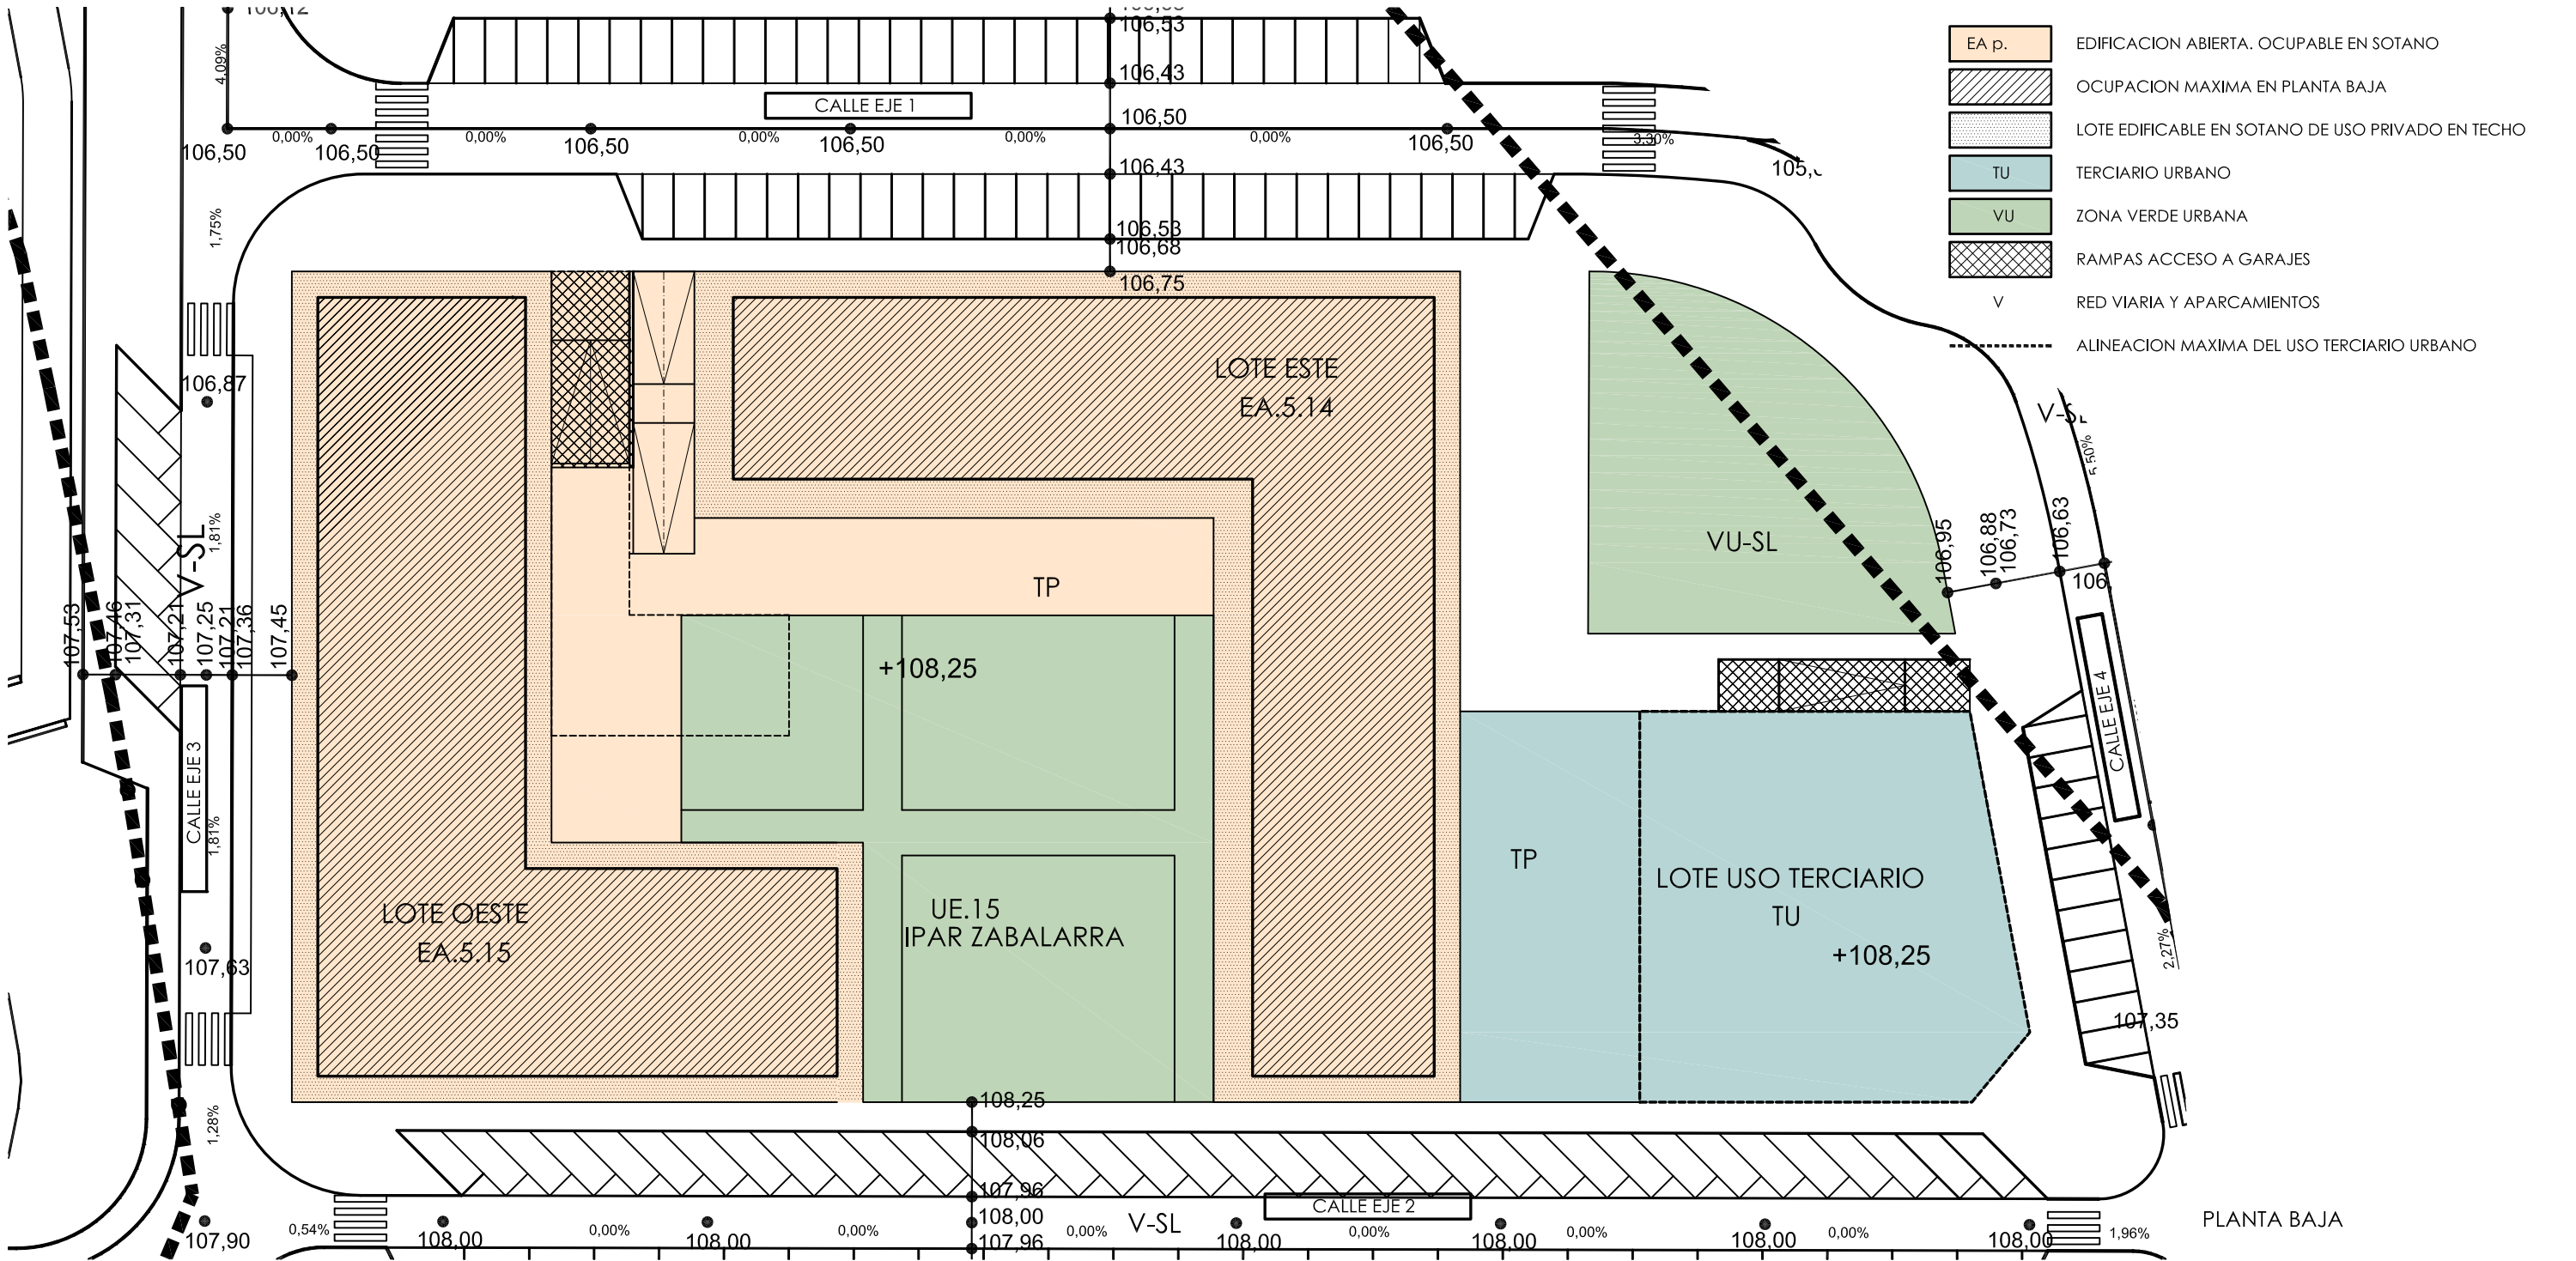 106,53
106,43
CALLE EJE 1
106,50
106,50
106,50
106,50
106,50
106,50
4,09%
0,00%
0,00%
0,00%
0,00%
0,00%
3,30%
106,43
106,53
106,68
106,75
1,75%
106,87
V-SL
1,81%
107,53
107,46
107,31
107,21
107,25
107,21
107,36
107,45
CALLE EJE 3
1,81%
107,63
1,28%
107,90
LOTE ESTE
EA.5.14
TP
+108,25
LOTE OESTE
EA.5.15
UE.15
IPAR ZABALARRA
VU-SL
106,95
106,88
106,73
106,63
CALLE EJE 4
TP
LOTE USO TERCIARIO
TU
+108,25
2,27%
107,35
108,25
108,06
107,96
108,00
107,96
V-SL
CALLE EJE 2
0,54%
108,00
0,00%
108,00
0,00%
0,00%
108,00
0,00%
108,00
0,00%
108,00
0,00%
108,00
1,96%
PLANTA BAJA
EA p. EDIFICACION ABIERTA. OCUPABLE EN SOTANO
OCUPACION MAXIMA EN PLANTA BAJA
LOTE EDIFICABLE EN SOTANO DE USO PRIVADO EN TECHO
TU TERCIARIO URBANO
VU ZONA VERDE URBANA
RAMPAS ACCESO A GARAJES
V RED VIARIA Y APARCAMIENTOS
ALINEACION MAXIMA DEL USO TERCIARIO URBANO